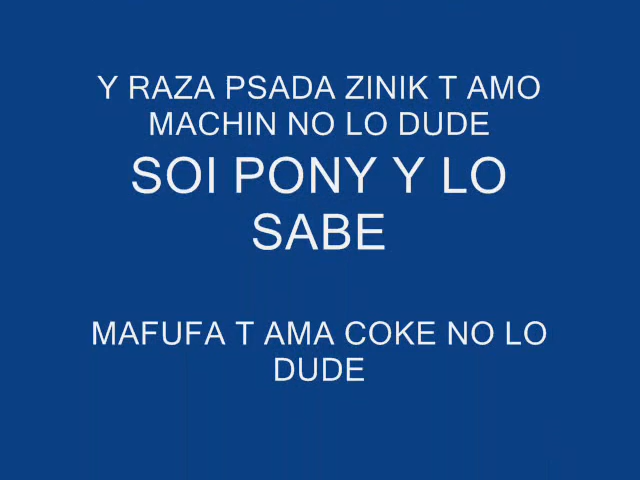 Y RAZA PSADA ZINIK T AMO
MACHIN NO LO DUDE
SOI PONY Y LO
SABE
MAFUFA T AMA COKE NO LO
DUDE